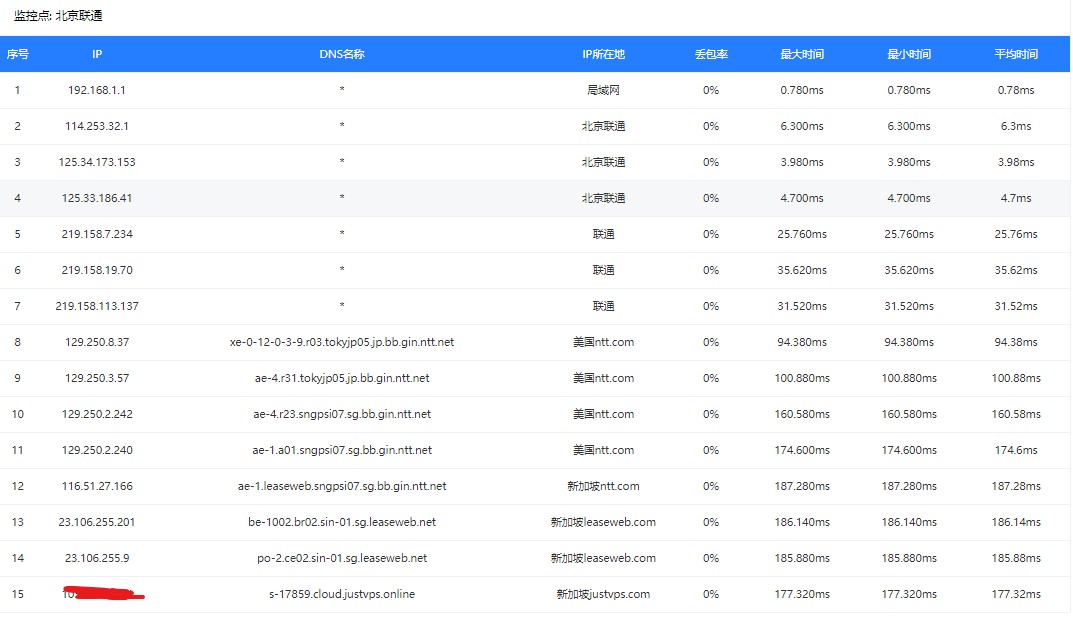 监控点: 北京联通
序号 IP DNS名称 IP所在地 丢包率 最大时间 最小时间 平均时间
1 192.168.1.1 * 局域网 0% 0.780ms 0.780ms 0.78ms
2 114.253.32.1 * 北京联通 0% 6.300ms 6.300ms 6.3ms
3 125.34.173.153 * 北京联通 0% 3.980ms 3.980ms 3.98ms
4 125.33.186.41 * 北京联通 0% 4.700ms 4.700ms 4.7ms
5 219.158.7.234 * 联通 0% 25.760ms 25.760ms 25.76ms
6 219.158.19.70 * 联通 0% 35.620ms 35.620ms 35.62ms
7 219.158.113.137 * 联通 0% 31.520ms 31.520ms 31.52ms
8 129.250.8.37 xe-0-12-0-3-9.r03.tokyjp05.jp.bb.gin.ntt.net 美国ntt.com 0% 94.380ms 94.380ms 94.38ms
9 129.250.3.57 ae-4.r31.tokyjp05.jp.bb.gin.ntt.net 美国ntt.com 0% 100.880ms 100.880ms 100.88ms
10 129.250.2.242 ae-4.r23.sngpsi07.sg.bb.gin.ntt.net 美国ntt.com 0% 160.580ms 160.580ms 160.58ms
11 129.250.2.240 ae-1.a01.sngpsi07.sg.bb.gin.ntt.net 美国ntt.com 0% 174.600ms 174.600ms 174.6ms
12 116.51.27.166 ae-1.leaseweb.sngpsi07.sg.bb.gin.ntt.net 新加坡ntt.com 0% 187.280ms 187.280ms 187.28ms
13 23.106.255.201 be-1002.br02.sin-01.sg.leaseweb.net 新加坡leaseweb.com 0% 186.140ms 186.140ms 186.14ms
14 23.106.255.9 po-2.ce02.sin-01.sg.leaseweb.net 新加坡leaseweb.com 0% 185.880ms 185.880ms 185.88ms
15 s-17859.cloud.justvps.online 新加坡justvps.com 0% 177.320ms 177.320ms 177.32ms